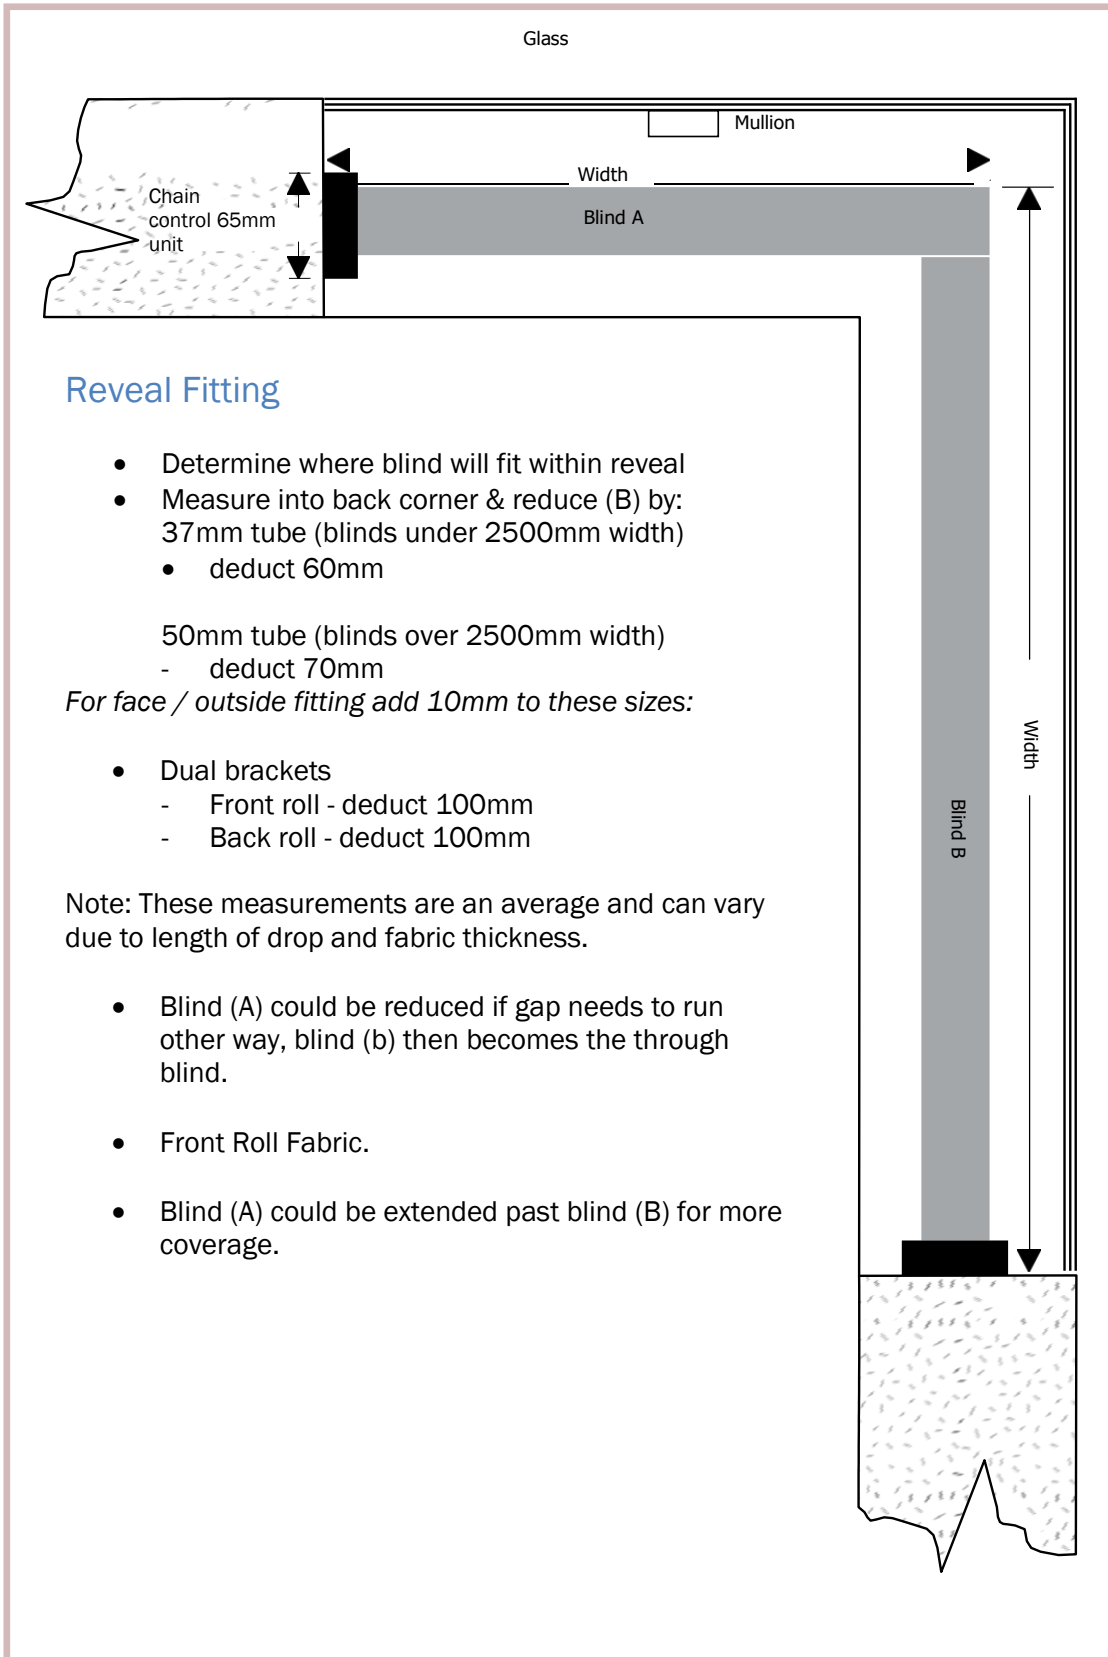 Glass
Mullion
Width
Chain
control 65mm
unit
Blind A
Reveal Fitting
• Determine where blind will fit within reveal
• Measure into back corner & reduce (B) by:
37mm tube (blinds under 2500mm width)
• deduct 60mm
50mm tube (blinds over 2500mm width)
- deduct 70mm
For face / outside fitting add 10mm to these sizes:
• Dual brackets
- Front roll - deduct 100mm
- Back roll - deduct 100mm
Note: These measurements are an average and can vary
due to length of drop and fabric thickness.
• Blind (A) could be reduced if gap needs to run
other way, blind (b) then becomes the through
blind.
• Front Roll Fabric.
• Blind (A) could be extended past blind (B) for more
coverage.
Width
Blind B